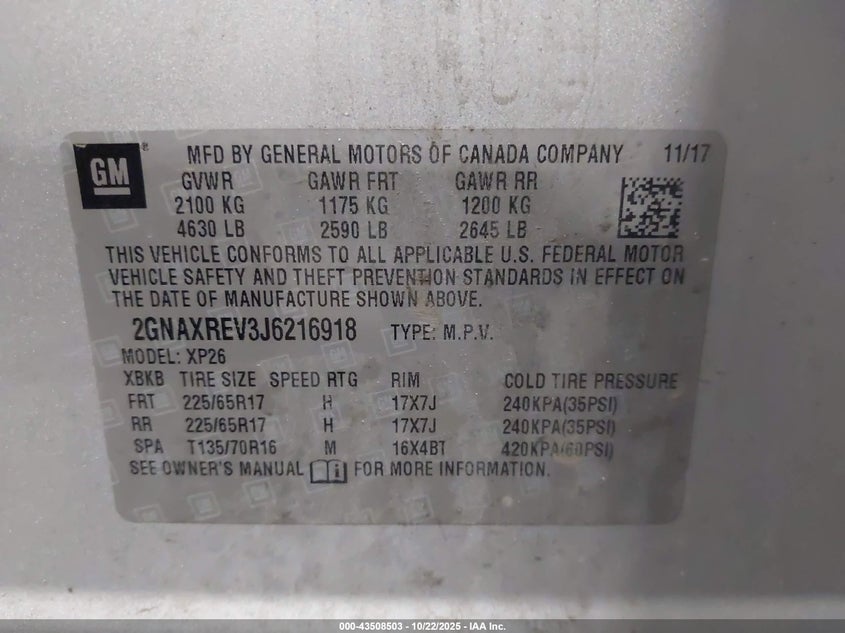 GM ® MFD BY GENERAL MOTORS OF CANADA COMPANY 11/17
GVWR GAWR FRT GAWR RR
2100 KG 1175 KG 1200 KG
4630 LB 2590 LB 2645 LB
THIS VEHICLE CONFORMS TO ALL APPLICABLE U.S. FEDERAL MOTOR
VEHICLE SAFETY AND THEFT PREVENTION STANDARDS IN EFFECT ON
THE DATE OF MANUFACTURE SHOWN ABOVE.
2GNAXREV3J6216918 TYPE: M.P.V.
MODEL: XP26
XBKB TIRE SIZE SPEED RTG RIM COLD TIRE PRESSURE
FRT 225/65R17 H 17X7J 240KPA(35PSI)
RR 225/65R17 H 17X7J 240KPA(35PSI)
SPA T135/70R16 M 16X4BT 420KPA(60PSI)
SEE OWNER'S MANUAL FOR MORE INFORMATION.
000-43508503 - 10/22/2025 - IAA Inc.